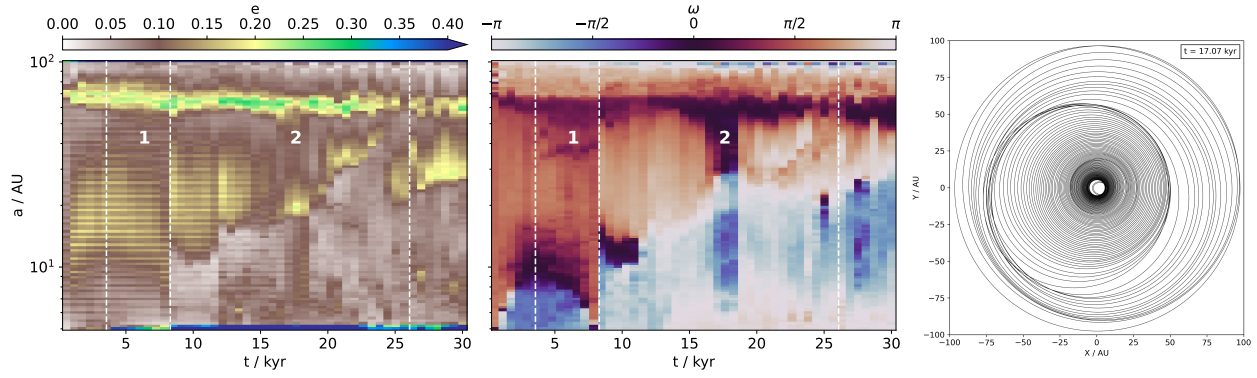 e
0.00 0.05 0.10 0.15 0.20 0.25 0.30 0.35 0.40
10²
10¹
a / AU
1
2
5 10 15 20 25 30
t / kyr
ω
−π −π/2 0 π/2 π
1
2
5 10 15 20 25 30
t / kyr
t = 17.07 kyr
100
75
50
25
0
−25
−50
−75
−100
Y / AU
−100 −75 −50 −25 0 25 50 75 100
X / AU